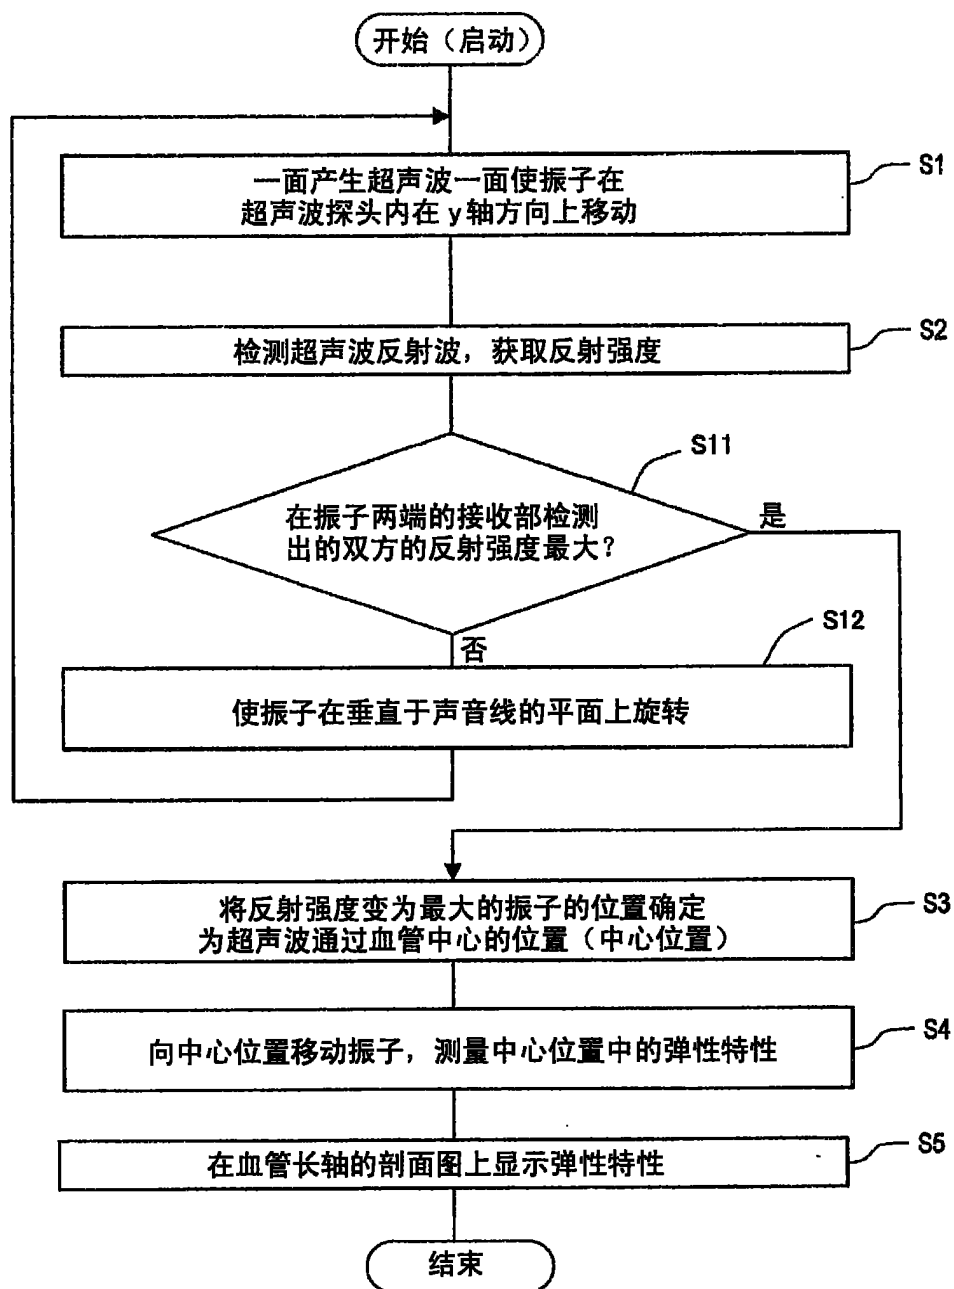 开始（启动）
一面产生超声波一面使振子在
超声波探头内在 y轴方向上移动
S1
检测超声波反射波，获取反射强度
S2
S11
在振子两端的接收部检测
出的双方的反射强度最大？
是
否
S12
使振子在垂直于声音线的平面上旋转
将反射强度变为最大的振子的位置确定
为超声波通过血管中心的位置（中心位置）
S3
向中心位置移动振子，测量中心位置中的弹性特性
S4
在血管长轴的剖面图上显示弹性特性
S5
结束